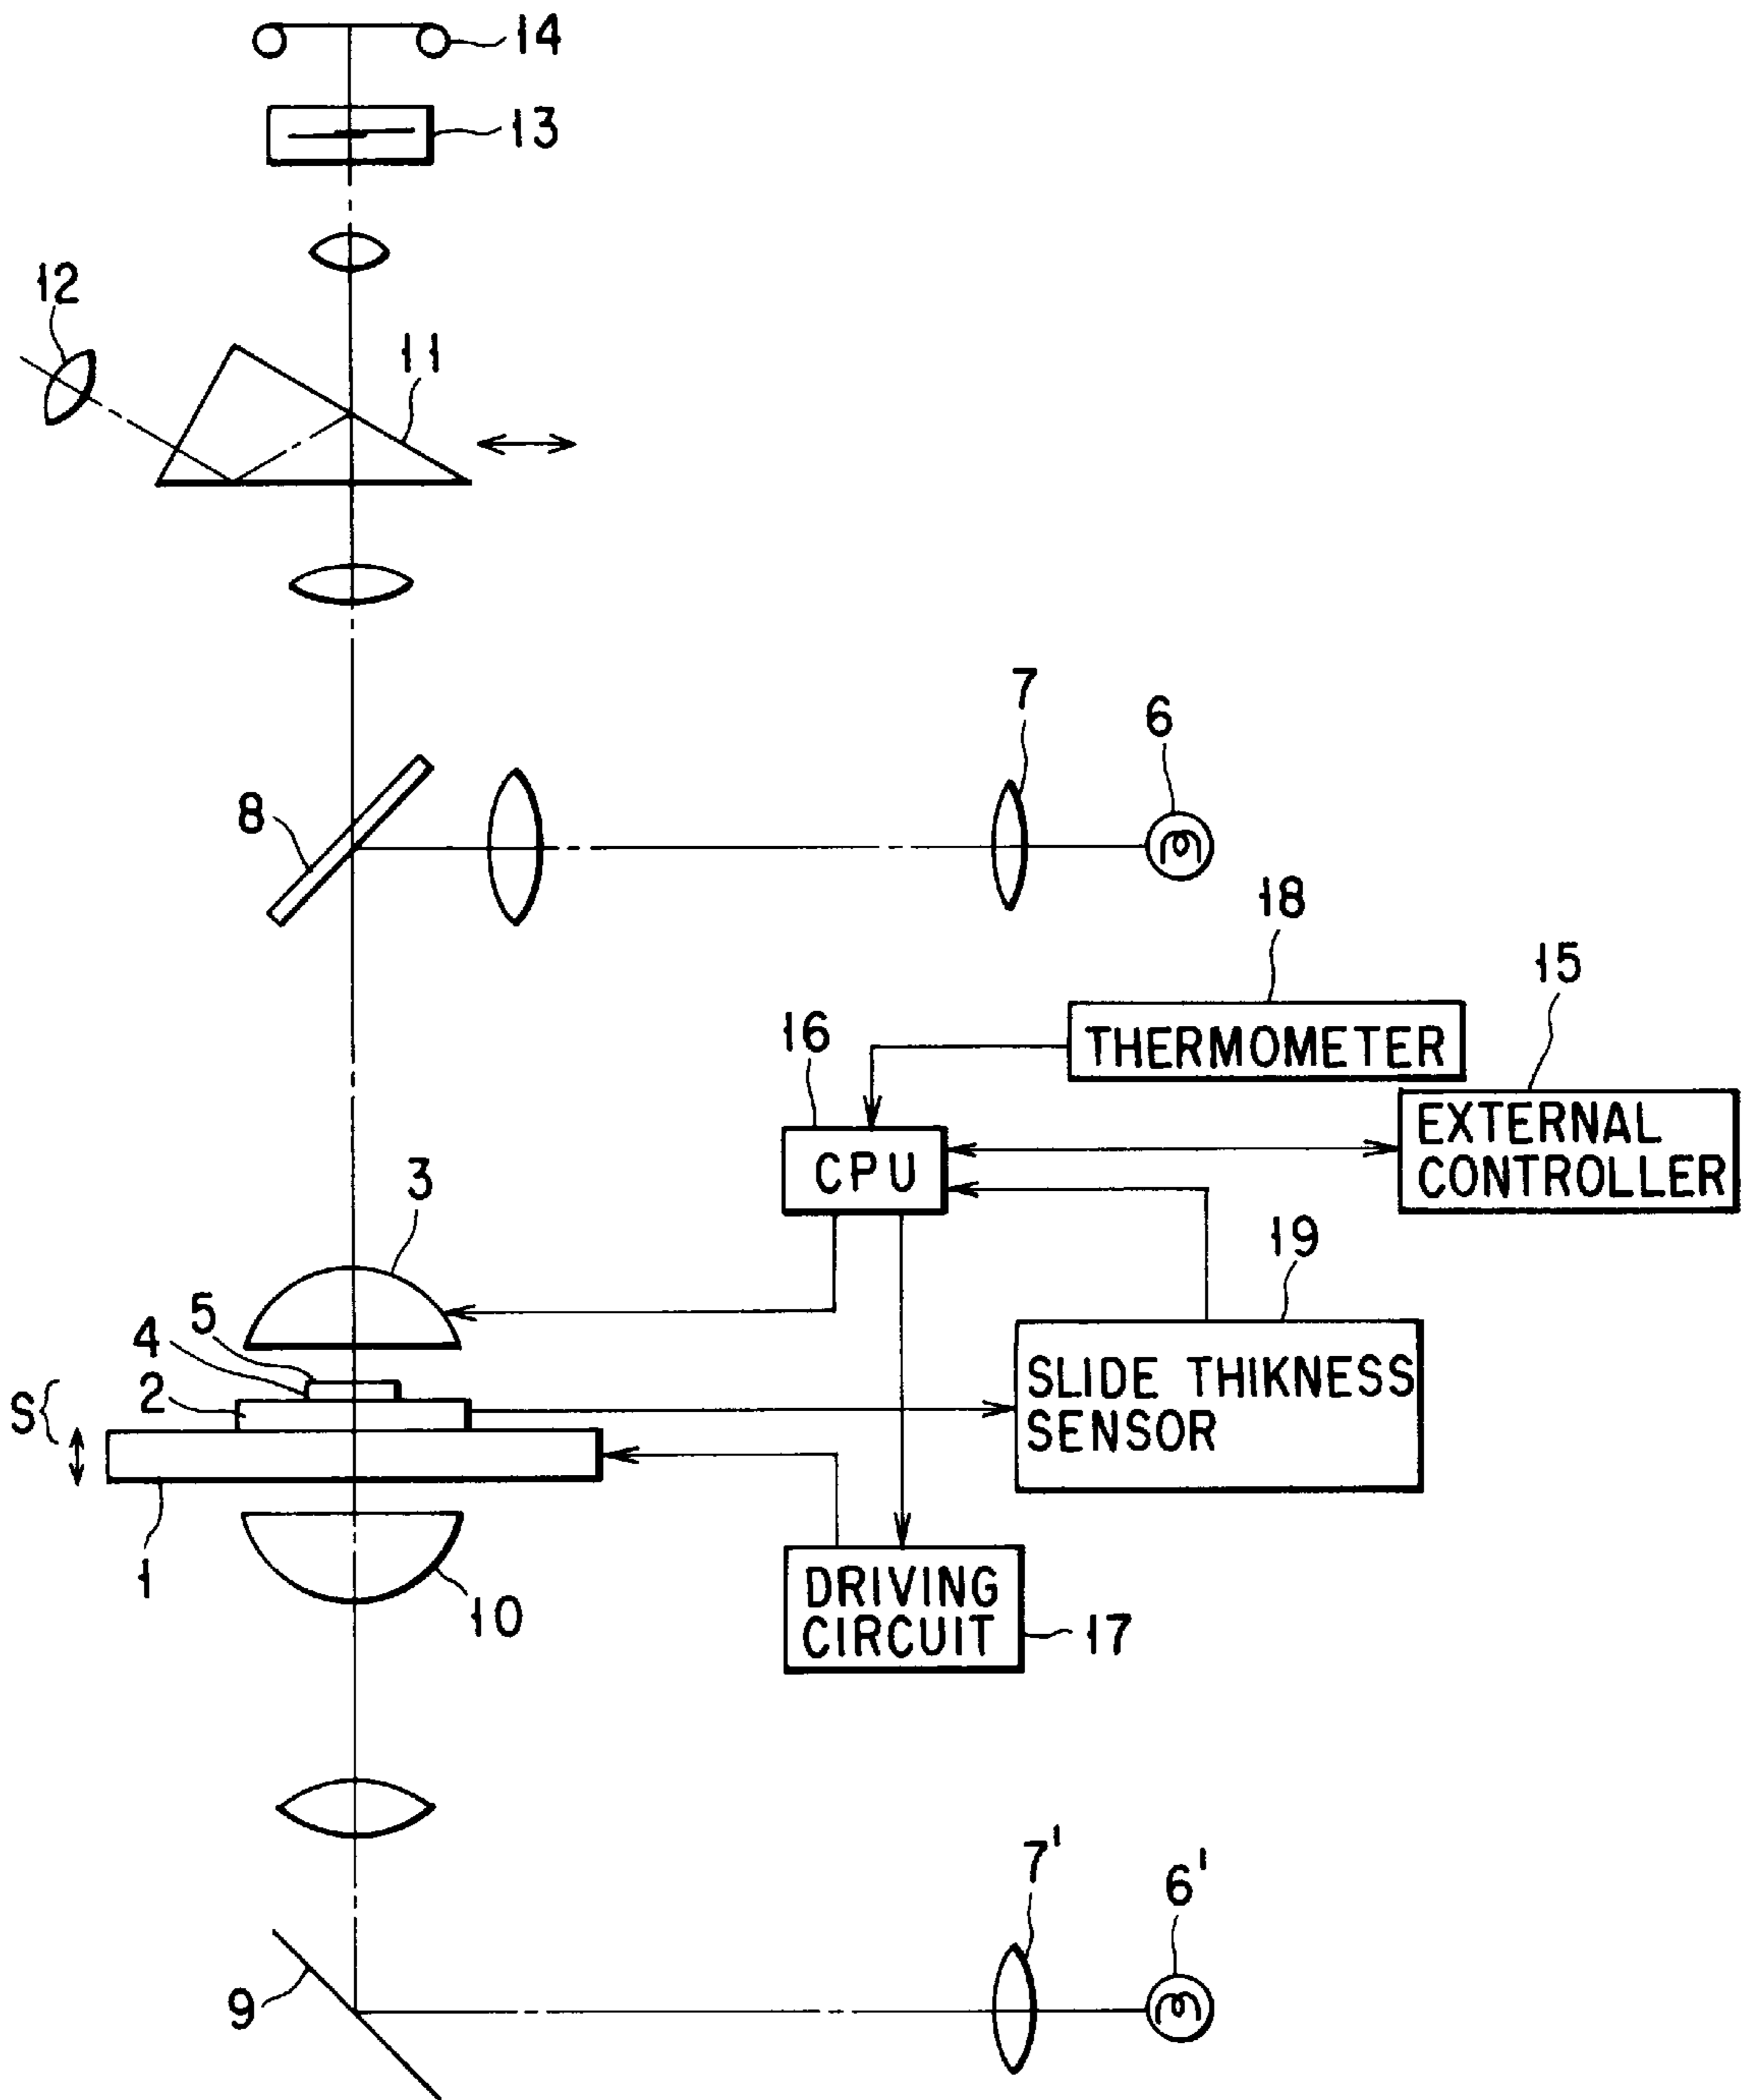 14
13
12
11
7
6
8
18
15
THERMOMETER
16
EXTERNAL
CONTROLLER
CPU
3
19
5
4
2
S
SLIDE THIKNESS
SENSOR
1
10
DRIVING
CIRCUIT
17
7'
6'
9